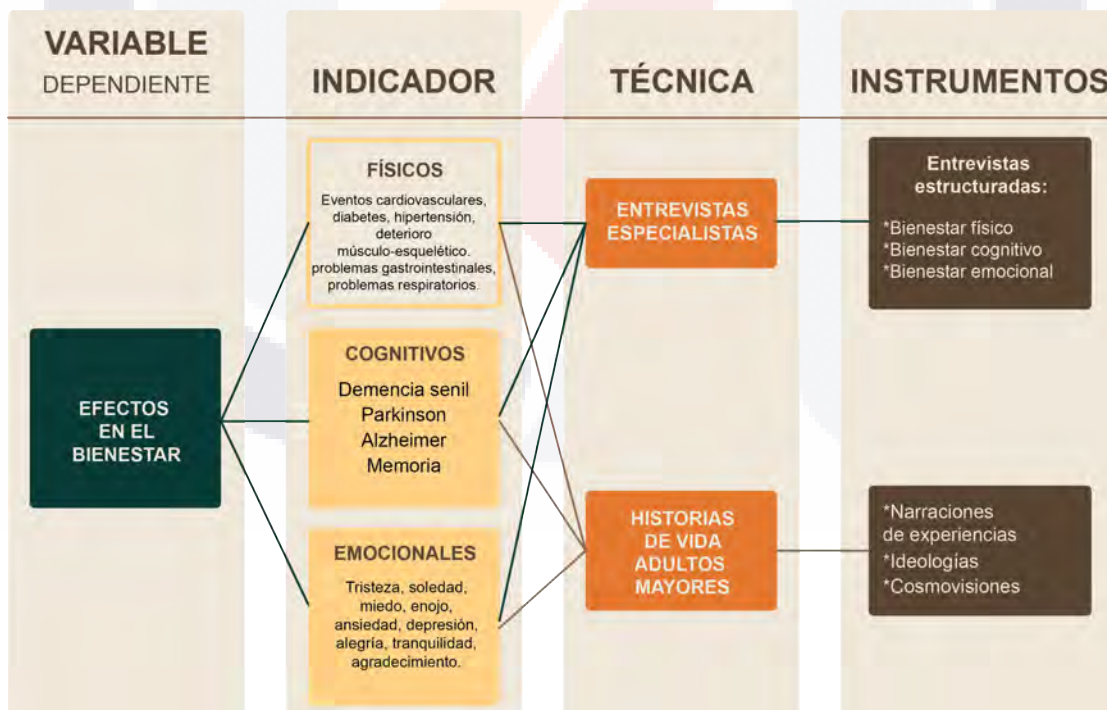 VARIABLE
DEPENDIENTE
INDICADOR
TÉCNICA
INSTRUMENTOS
EFECTOS
EN EL
BIENESTAR
FÍSICOS
Eventos cardiovasculares,
diabetes, hipertensión,
deterioro
músculo-esquelético.
problemas gastrointestinales,
problemas respiratorios.
COGNITIVOS
Demencia senil
Parkinson
Alzheimer
Memoria
EMOCIONALES
Tristeza, soledad,
miedo, enojo,
ansiedad, depresión,
alegría, tranquilidad,
agradecimiento.
ENTREVISTAS
ESPECIALISTAS
HISTORIAS
DE VIDA
ADULTOS
MAYORES
Entrevistas
estructuradas:
*Bienestar físico
*Bienestar cognitivo
*Bienestar emocional
*Narraciones
de experiencias
*Ideologías
*Cosmovisiones